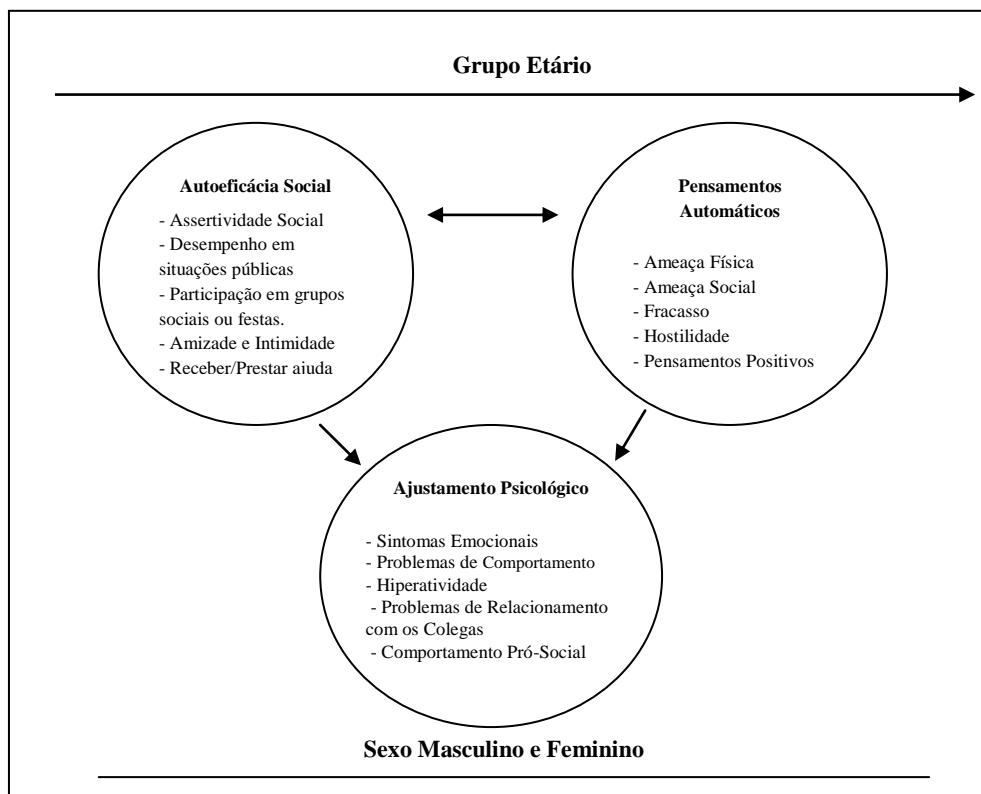 Grupo Etário
Autoeficácia Social
- Assertividade Social
- Desempenho em
situações públicas
- Participação em grupos
sociais ou festas.
- Amizade e Intimidade
- Receber/Prestar ajuda
Pensamentos
Automáticos
- Ameaça Física
- Ameaça Social
- Fracasso
- Hostilidade
- Pensamentos Positivos
Ajustamento Psicológico
- Sintomas Emocionais
- Problemas de Comportamento
- Hiperatividade
- Problemas de Relacionamento
com os Colegas
- Comportamento Pró-Social
Sexo Masculino e Feminino